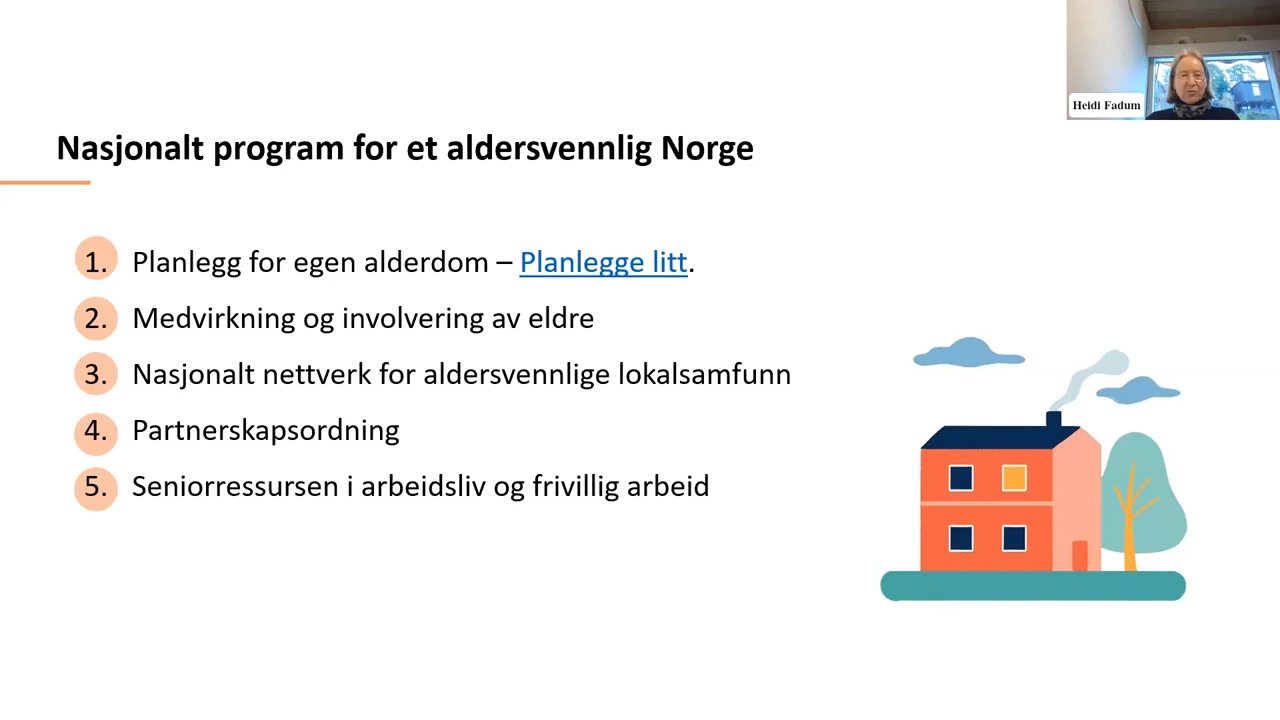 Heidi Fadum
Nasjonalt program for et aldersvennlig Norge
1. Planlegg for egen alderdom – Planlegge litt.
2. Medvirkning og involvering av eldre
3. Nasjonalt nettverk for aldersvennlige lokalsamfunn
4. Partnerskapsordning
5. Seniorressursen i arbeidsliv og frivillig arbeid